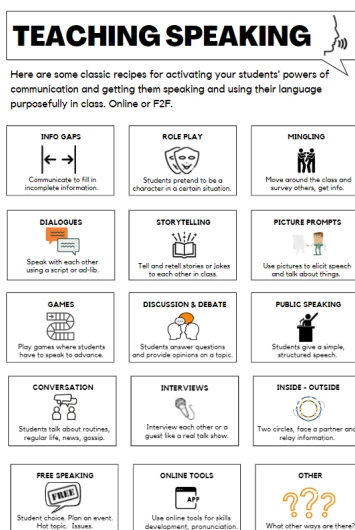 TEACHING SPEAKING
Here are some classic recipes for activating your students' powers of
communication and getting them speaking and using their language
purposefully in class. Online or F2F.
INFO GAPS
Communicate to fill in
incomplete information.
ROLE PLAY
Students pretend to be a
character in a certain situation.
MINGLING
Move around the class and
survey others, get info.
DIALOGUES
Speak with each other
using a script or ad-lib.
STORYTELLING
Tell and retell stories or jokes
to each other in class.
PICTURE PROMPTS
Use pictures to elicit speech
and talk about things.
GAMES
Play games where students
have to speak to advance.
DISCUSSION & DEBATE
Students answer questions
and provide opinions on a topic.
PUBLIC SPEAKING
Students give a simple,
structured speech.
CONVERSATION
Students talk about routines,
regular life, news, gossip.
INTERVIEWS
Interview each other or a
guest like a real talk show.
INSIDE - OUTSIDE
Two circles, face a partner and
relay information.
FREE SPEAKING
FREE
Student choice. Plan an event.
Hot topic. Issues.
ONLINE TOOLS
APP
Use online tools for skills
development, pronunciation.
OTHER
???
What other ways are there?